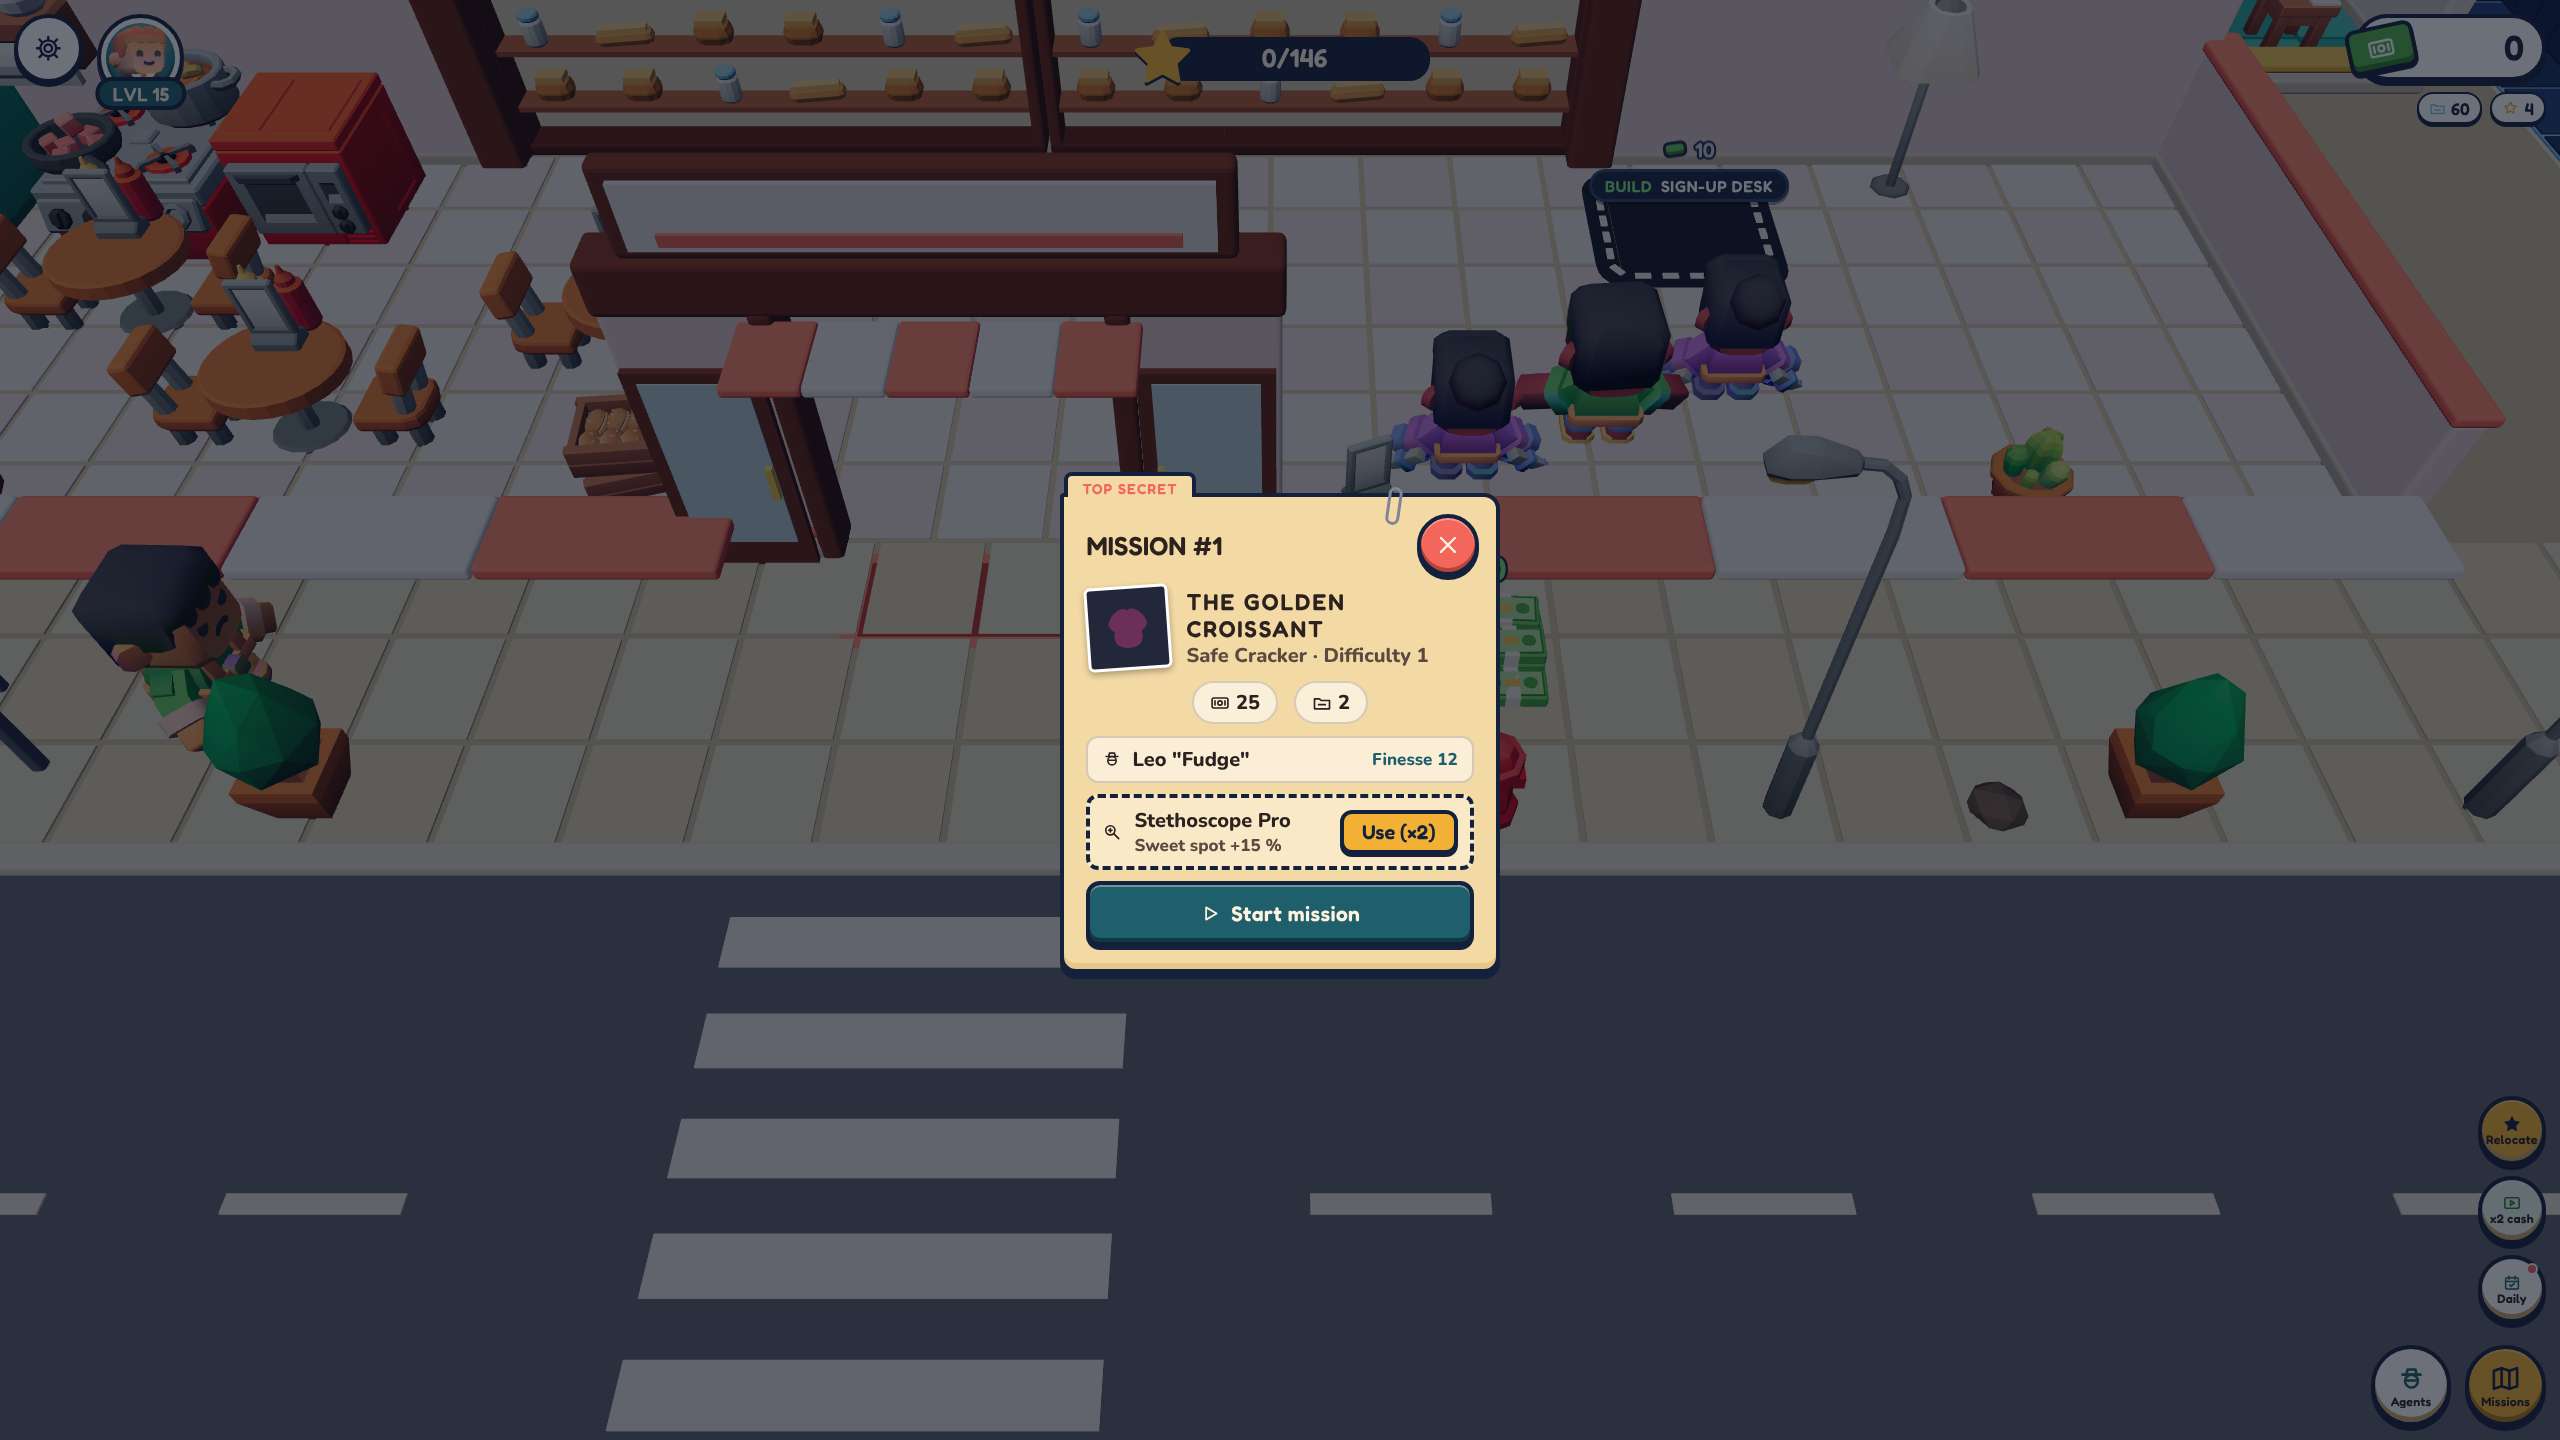 LVL 15
0/146
0
60
4
10
BUILD SIGN-UP DESK
TOP SECRET
MISSION #1
THE GOLDEN
CROISSANT
Safe Cracker · Difficulty 1
25
2
Leo "Fudge"
Finesse 12
Stethoscope Pro
Sweet spot +15 %
Use (x2)
Start mission
Relocate
x2 cash
Daily
Agents
Missions